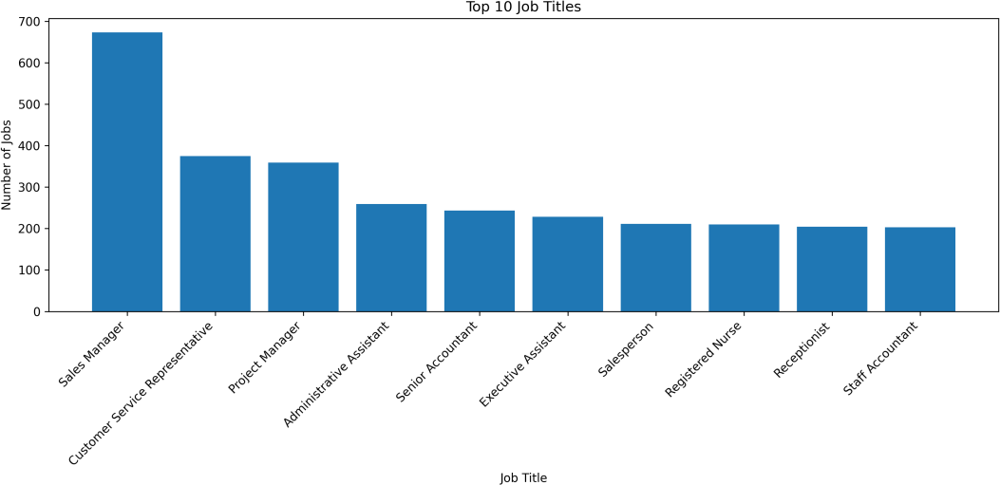 Top 10 Job Titles
Number of Jobs
700
600
500
400
300
200
100
0
Sales Manager
Customer Service Representative
Project Manager
Administrative Assistant
Senior Accountant
Executive Assistant
Salesperson
Registered Nurse
Receptionist
Staff Accountant
Job Title